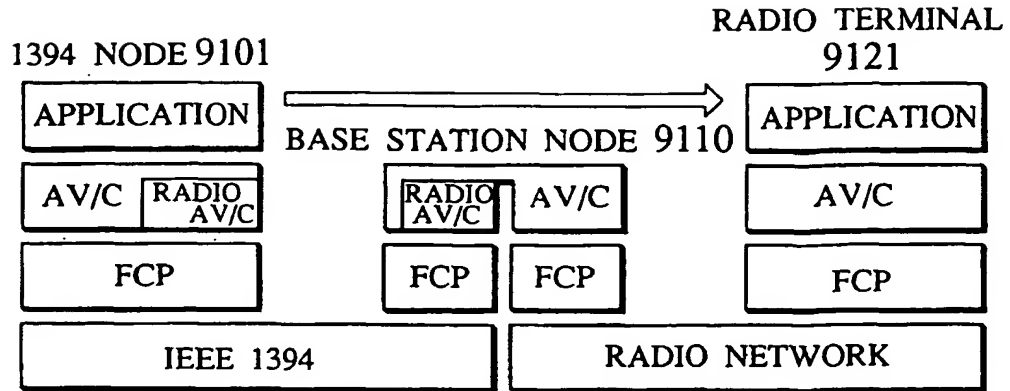 RADIO TERMINAL
9121
1394 NODE 9101
APPLICATION
BASE STATION NODE 9110
APPLICATION
AV/C
RADIO
AV/C
RADIO
AV/C
AV/C
AV/C
FCP
FCP
FCP
FCP
IEEE 1394
RADIO NETWORK